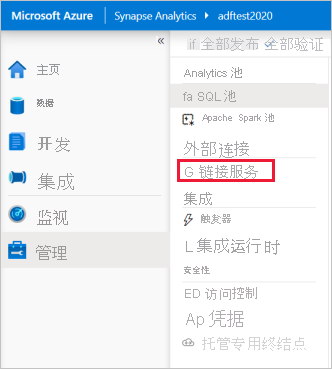 Microsoft Azure | Synapse Analytics ▸ adftest2020
«
主页
数据
开发
集成
监视
管理
if 全部发布 全部验证
Analytics 池
fa SQL 池
Apache Spark 池
外部连接
G 链接服务
集成
触发器
L 集成运行时
安全性
ED 访问控制
Ap 凭据
托管专用终结点